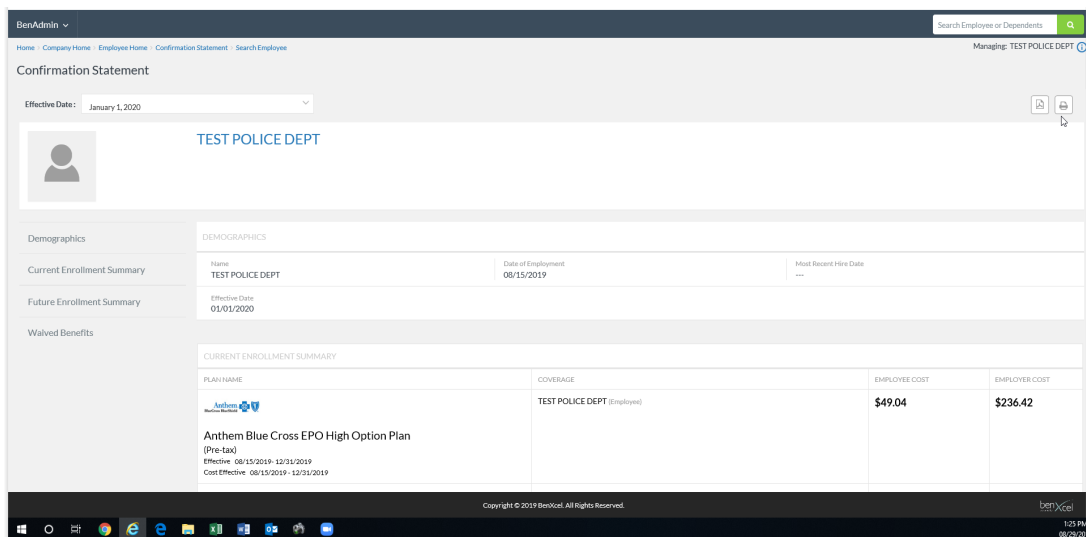 BenAdmin
Search Employee or Dependents
Home Company Home Employee Home Confirmation Statement Search Employee
Managing: TEST POLICE DEPT
Confirmation Statement
Effective Date : January 1, 2020
TEST POLICE DEPT
Demographics
Current Enrollment Summary
Future Enrollment Summary
Waived Benefits
DEMOGRAPHICS
Name Date of Employment Most Recent Hire Date
TEST POLICE DEPT 08/15/2019 ---
Effective Date
01/01/2020
CURRENT ENROLLMENT SUMMARY
PLAN NAME COVERAGE EMPLOYEE COST EMPLOYER COST
Anthem TEST POLICE DEPT (Employee) $49.04 $236.42
BlueCross BlueShield
Anthem Blue Cross EPO High Option Plan
(Pre-tax)
Effective 08/15/2019- 12/31/2019
Cost Effective 08/15/2019 - 12/31/2019
Copyright © 2019 BenXcel. All Rights Reserved.
benXcel
1:25 PM
08/29/20